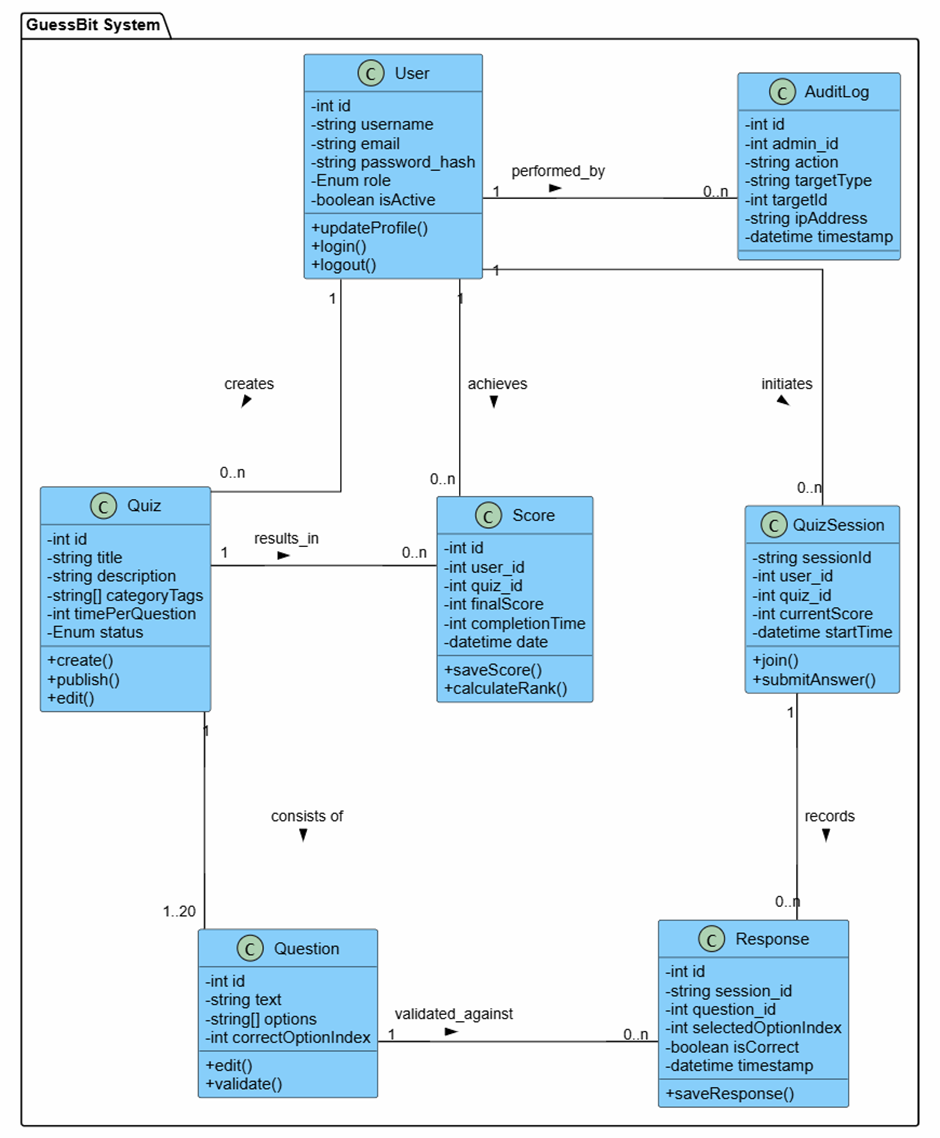 GuessBit System
C User
-int id
-string username
-string email
-string password_hash
-Enum role
-boolean isActive
+updateProfile()
+login()
+logout()
C AuditLog
-int id
-int admin_id
-string action
-string targetType
-int targetId
-string ipAddress
-datetime timestamp
performed_by
1
0..n
1
1
1
creates
achieves
initiates
0..n
0..n
0..n
C Quiz
-int id
-string title
-string description
-string[] categoryTags
-int timePerQuestion
-Enum status
+create()
+publish()
+edit()
results_in
1
0..n
C Score
-int id
-int user_id
-int quiz_id
-int finalScore
-int completionTime
-datetime date
+saveScore()
+calculateRank()
C QuizSession
-string sessionId
-int user_id
-int quiz_id
-int currentScore
-datetime startTime
+join()
+submitAnswer()
1
1
consists of
records
1..20
0..n
C Question
-int id
-string text
-string[] options
-int correctOptionIndex
+edit()
+validate()
validated_against
1
0..n
C Response
-int id
-string session_id
-int question_id
-int selectedOptionIndex
-boolean isCorrect
-datetime timestamp
+saveResponse()